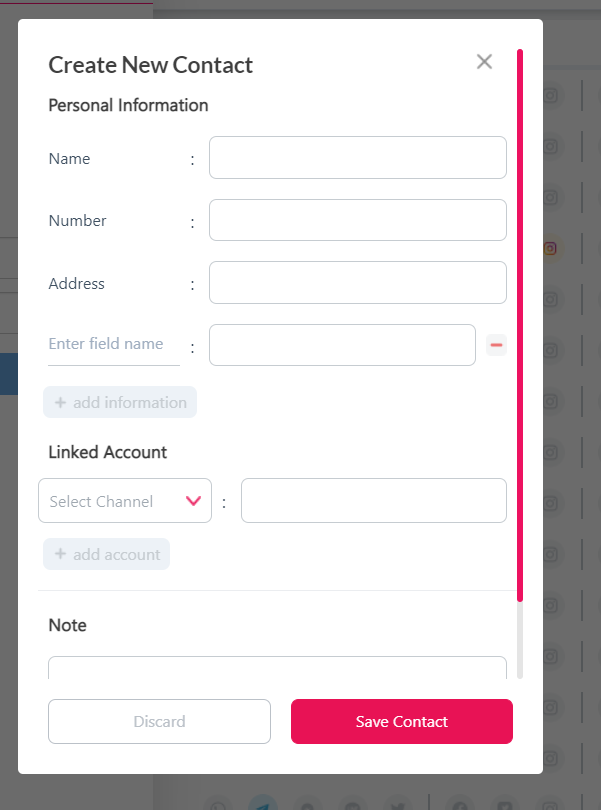 Create New Contact
Personal Information
Name :
Number :
Address :
Enter field name :
+ add information
Linked Account
Select Channel :
+ add account
Note
Discard
Save Contact